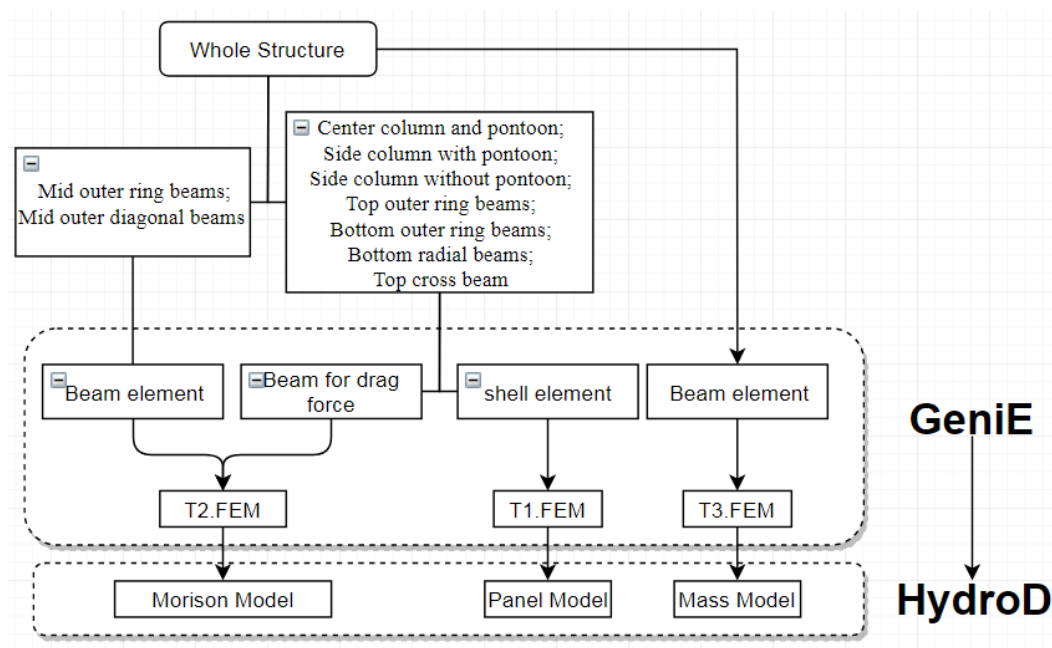 Whole Structure
Center column and pontoon;
Side column with pontoon;
Side column without pontoon;
Top outer ring beams;
Bottom outer ring beams;
Bottom radial beams;
Top cross beam
Mid outer ring beams;
Mid outer diagonal beams
Beam element
Beam for drag
force
shell element
Beam element
GeniE
T2.FEM
T1.FEM
T3.FEM
Morison Model
Panel Model
Mass Model
HydroD